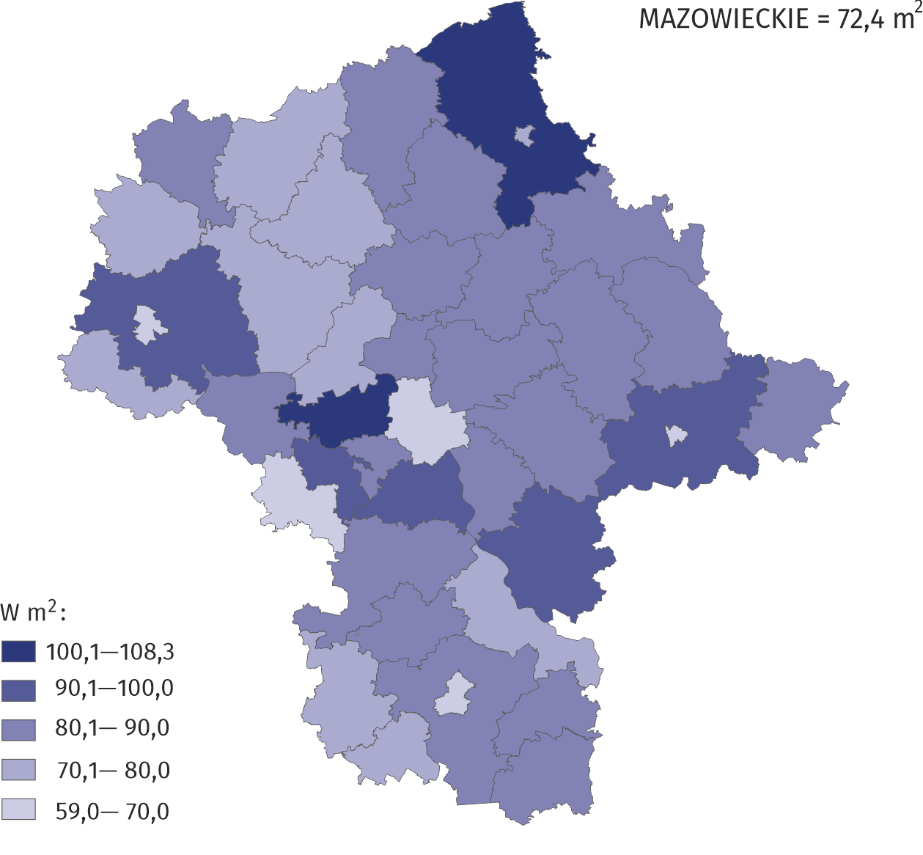 MAZOWIECKIE = 72,4 m²
W m²:
100,1—108,3
90,1—100,0
80,1— 90,0
70,1— 80,0
59,0— 70,0